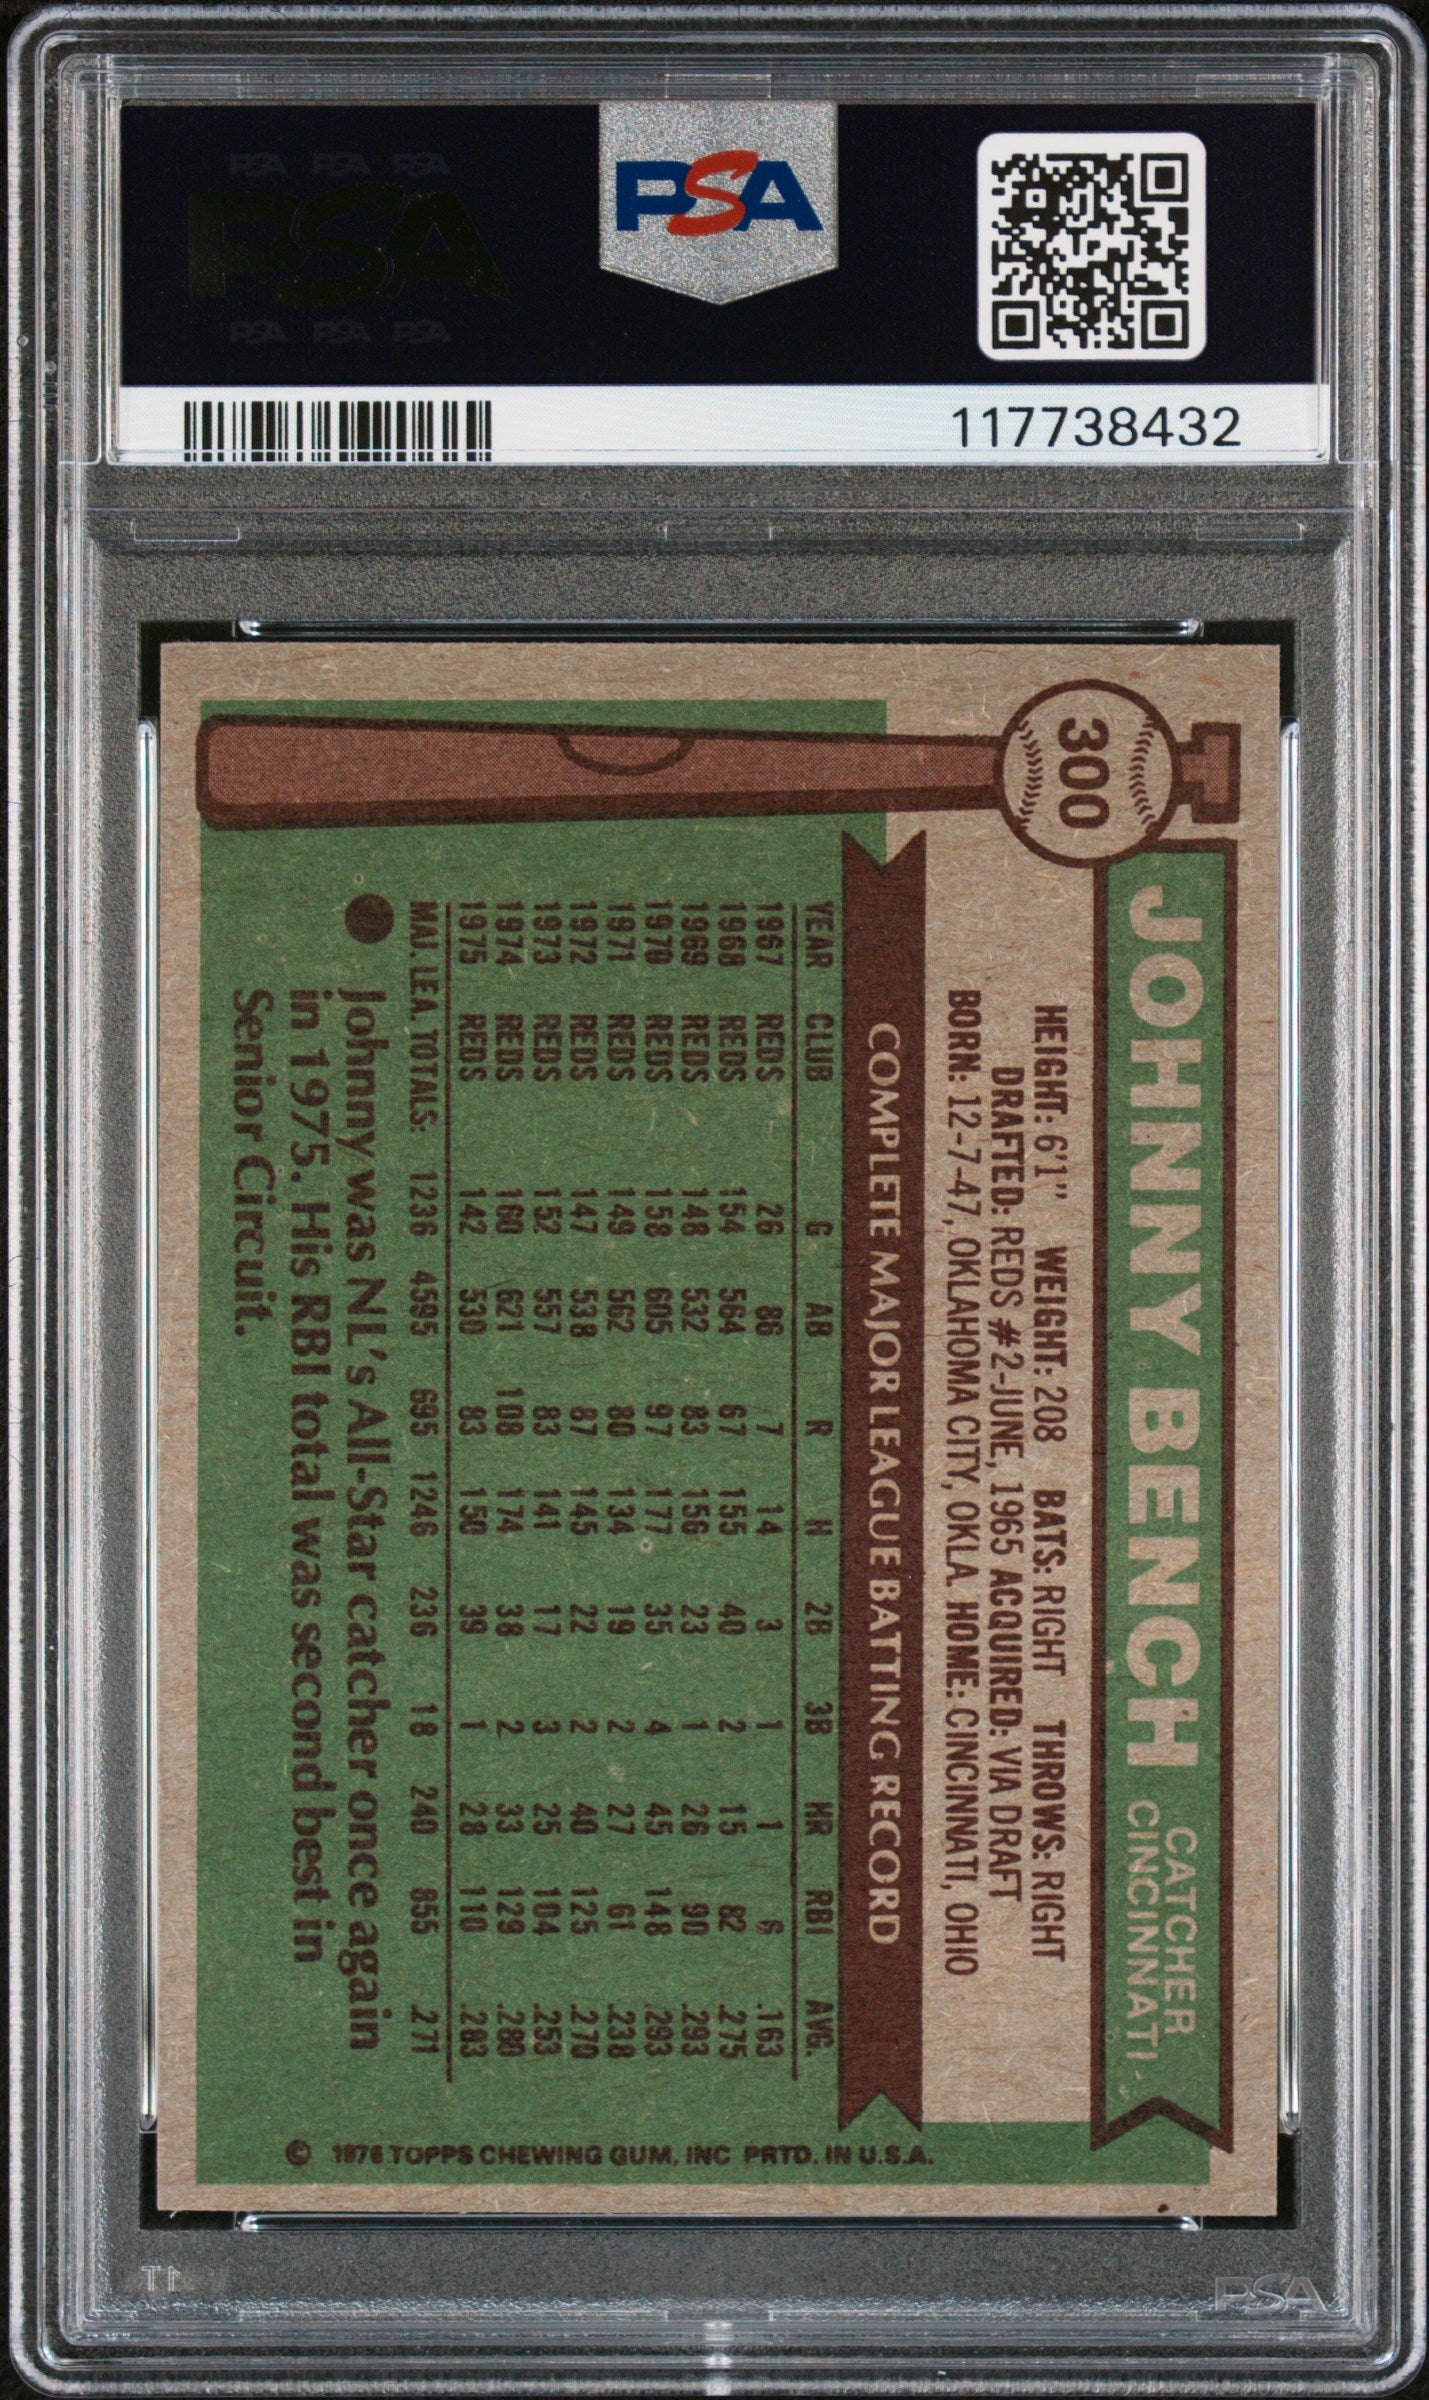 PSA PSA PSA
PSA
PSA PSA PSA
PSA
117738432
300
JOHNNY BENCH
CATCHER
CINCINNATI
HEIGHT: 6'1" WEIGHT: 208 BATS: RIGHT THROWS: RIGHT
DRAFTED: REDS #2-JUNE, 1965 ACQUIRED: VIA DRAFT
BORN: 12-7-47, OKLAHOMA CITY, OKLA. HOME: CINCINNATI, OHIO
COMPLETE MAJOR LEAGUE BATTING RECORD
YEAR CLUB G AB R H 2B 3B HR RBI AVG.
1967 REDS 26 86 7 14 3 1 1 6 .163
1968 REDS 154 564 67 155 40 2 15 82 .275
1969 REDS 148 532 83 156 23 1 26 90 .293
1970 REDS 158 605 97 177 35 4 45 148 .293
1971 REDS 149 562 80 134 19 2 27 61 .238
1972 REDS 147 538 87 145 22 2 40 125 .270
1973 REDS 152 557 83 141 17 3 25 104 .253
1974 REDS 160 621 108 174 38 2 33 129 .280
1975 REDS 142 530 83 150 39 1 28 110 .283
MAJ. LEA. TOTALS: 1236 4595 695 1246 236 18 240 855 .271
Johnny was NL's All-Star catcher once again
in 1975. His RBI total was second best in
Senior Circuit.
© 1976 TOPPS CHEWING GUM, INC PRTD. IN U.S.A.
PSA